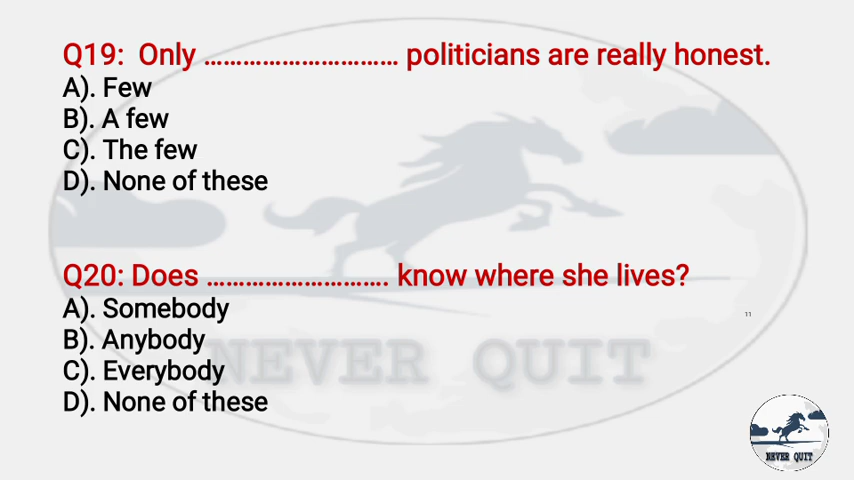 Q19:  Only ................................ politicians are really honest.
A). Few
B). A few
C). The few
D). None of these
Q20: Does .............................. know where she lives?
A). Somebody
11
B). Anybody
NEVER QUIT
C). Everybody
D). None of these
NEVER QUIT